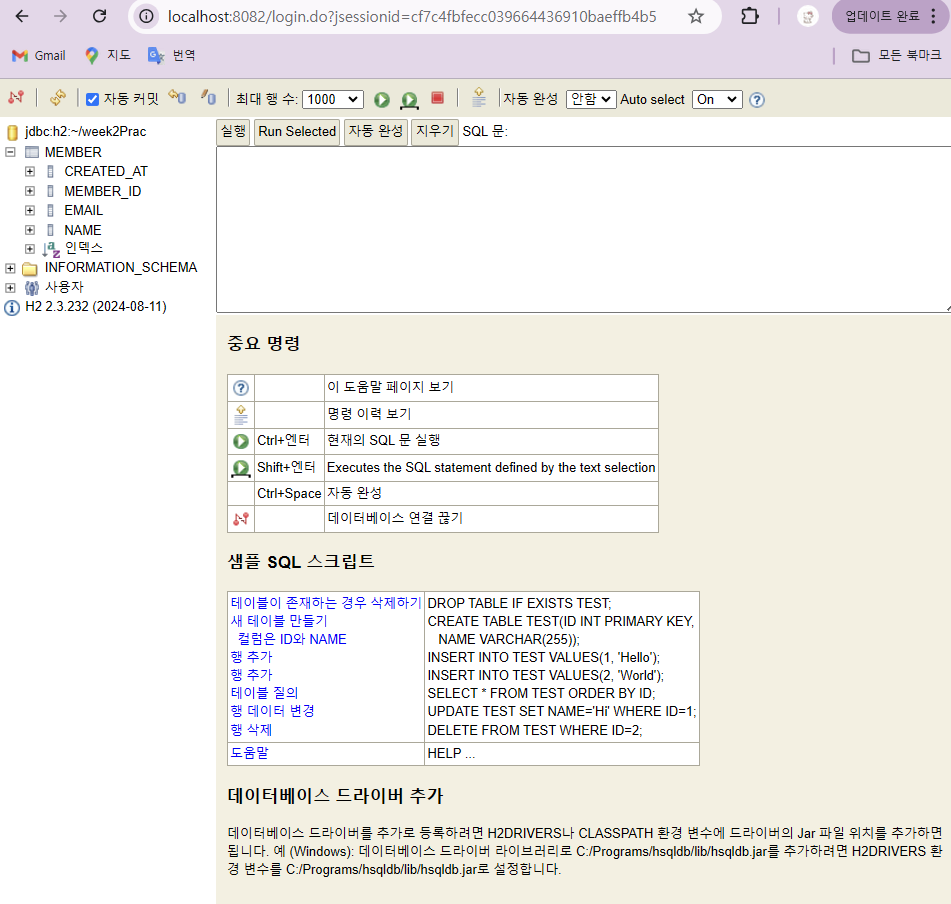 localhost:8082/login.do?jsessionid=cf7c4fbfecc039664436910baeffb4b5
업데이트 완료
Gmail
지도
번역
모든 북마크
자동 커밋
최대 행 수: 1000
자동 완성 안함 Auto select On
jdbc:h2:~/week2Prac
MEMBER
CREATED_AT
MEMBER_ID
EMAIL
NAME
인덱스
INFORMATION_SCHEMA
사용자
H2 2.3.232 (2024-08-11)
실행 Run Selected 자동 완성 지우기 SQL 문:
중요 명령
이 도움말 페이지 보기
명령 이력 보기
Ctrl+엔터 현재의 SQL 문 실행
Shift+엔터 Executes the SQL statement defined by the text selection
Ctrl+Space 자동 완성
데이터베이스 연결 끊기
샘플 SQL 스크립트
테이블이 존재하는 경우 삭제하기 DROP TABLE IF EXISTS TEST;
새 테이블 만들기 CREATE TABLE TEST(ID INT PRIMARY KEY,
컬럼은 ID와 NAME NAME VARCHAR(255));
행 추가 INSERT INTO TEST VALUES(1, 'Hello');
행 추가 INSERT INTO TEST VALUES(2, 'World');
테이블 질의 SELECT * FROM TEST ORDER BY ID;
행 데이터 변경 UPDATE TEST SET NAME='Hi' WHERE ID=1;
행 삭제 DELETE FROM TEST WHERE ID=2;
도움말 HELP ...
데이터베이스 드라이버 추가
데이터베이스 드라이버를 추가로 등록하려면 H2DRIVERS나 CLASSPATH 환경 변수에 드라이버의 Jar 파일 위치를 추가하면
됩니다. 예 (Windows): 데이터베이스 드라이버 라이브러리로 C:/Programs/hsqldb/lib/hsqldb.jar를 추가하려면 H2DRIVERS 환
경 변수를 C:/Programs/hsqldb/lib/hsqldb.jar로 설정합니다.